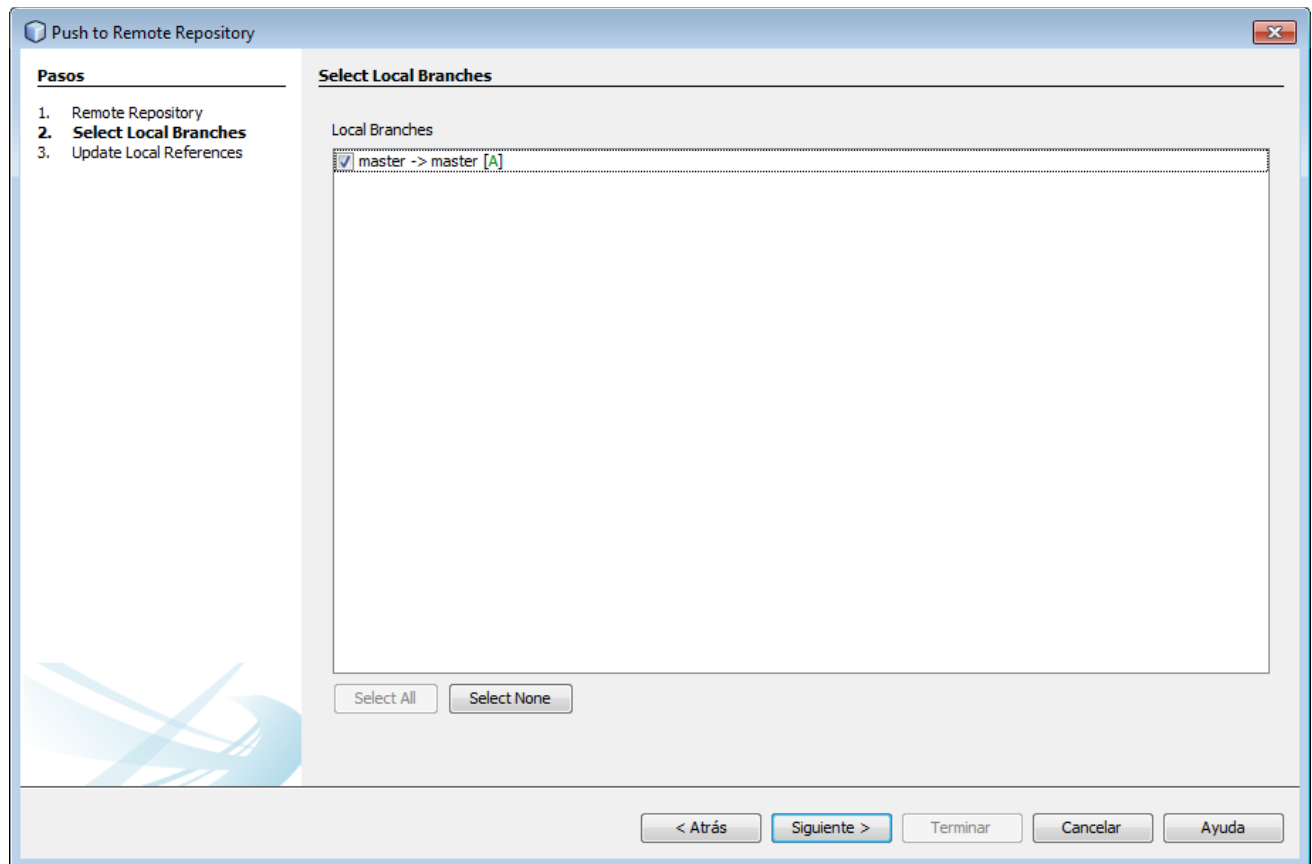 Push to Remote Repository
Pasos
1. Remote Repository
2. Select Local Branches
3. Update Local References
Select Local Branches
Local Branches
master -> master [A]
Select All
Select None
< Atrás
Siguiente >
Terminar
Cancelar
Ayuda